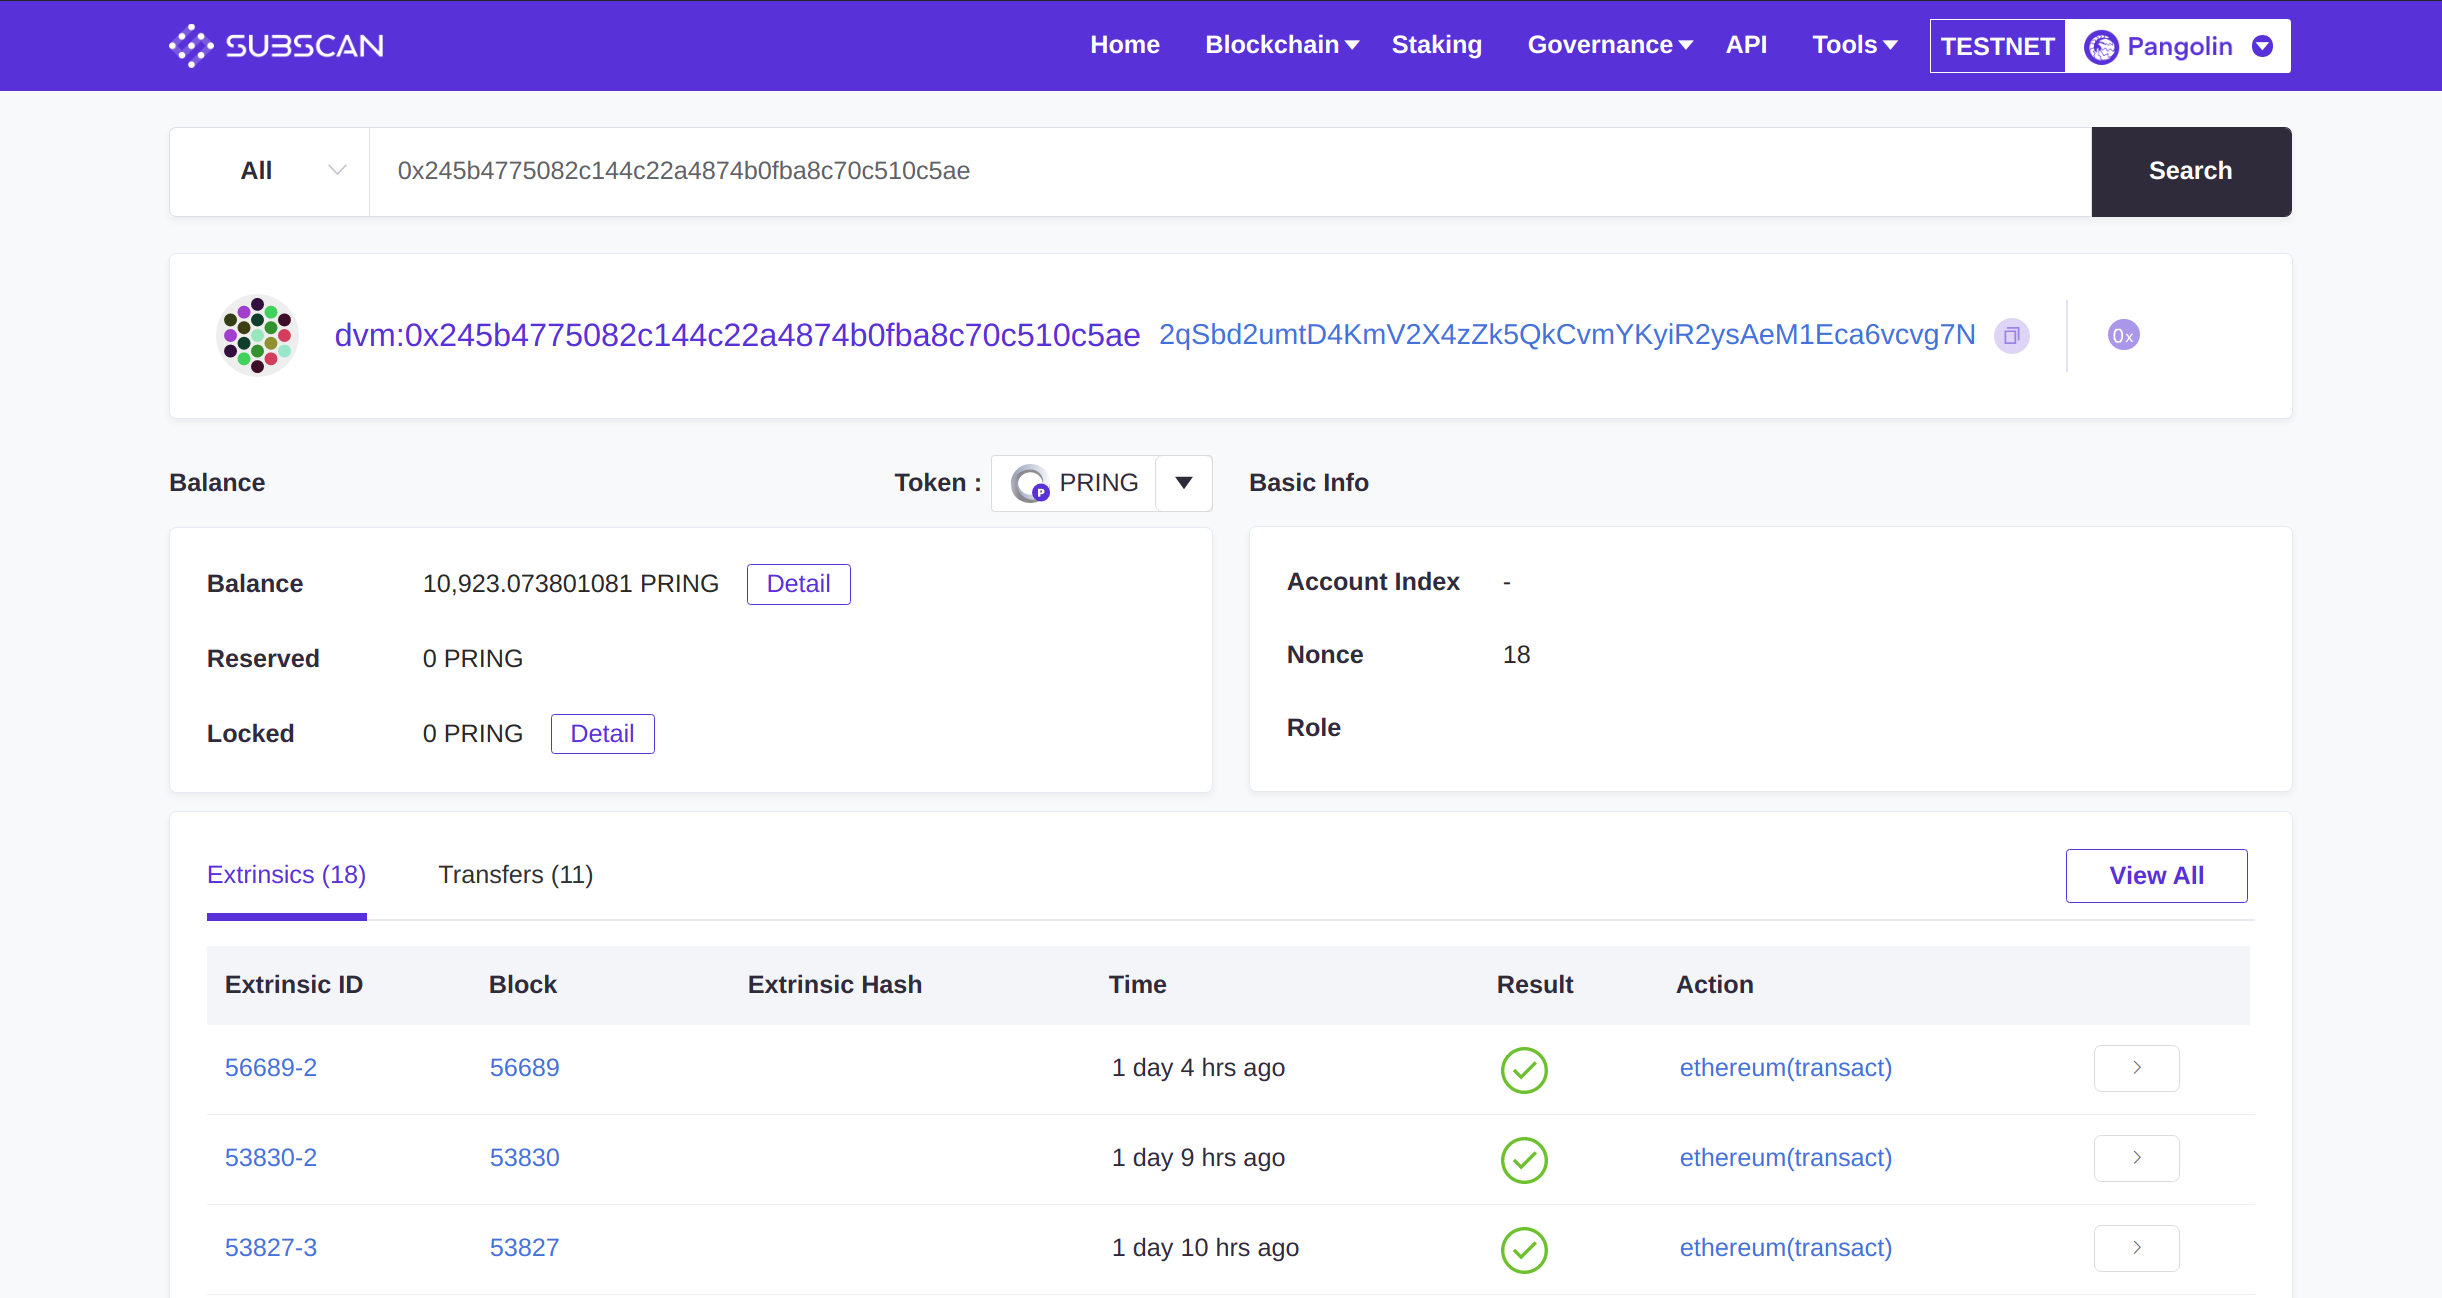 SUBSCAN Home Blockchain Staking Governance API Tools TESTNET Pangolin
All 0x245b4775082c144c22a4874b0fba8c70c510c5ae Search
dvm:0x245b4775082c144c22a4874b0fba8c70c510c5ae 2qSbd2umtD4KmV2X4zZk5QkCvmYKyiR2ysAeM1Eca6vcvg7N 0x
Balance Token : P PRING Basic Info
Balance 10,923.073801081 PRING Detail
Account Index -
Reserved 0 PRING
Nonce 18
Locked 0 PRING Detail
Role
Extrinsics (18) Transfers (11) View All
Extrinsic ID Block Extrinsic Hash Time Result Action
56689-2 56689 1 day 4 hrs ago ethereum(transact)
53830-2 53830 1 day 9 hrs ago ethereum(transact)
53827-3 53827 1 day 10 hrs ago ethereum(transact)